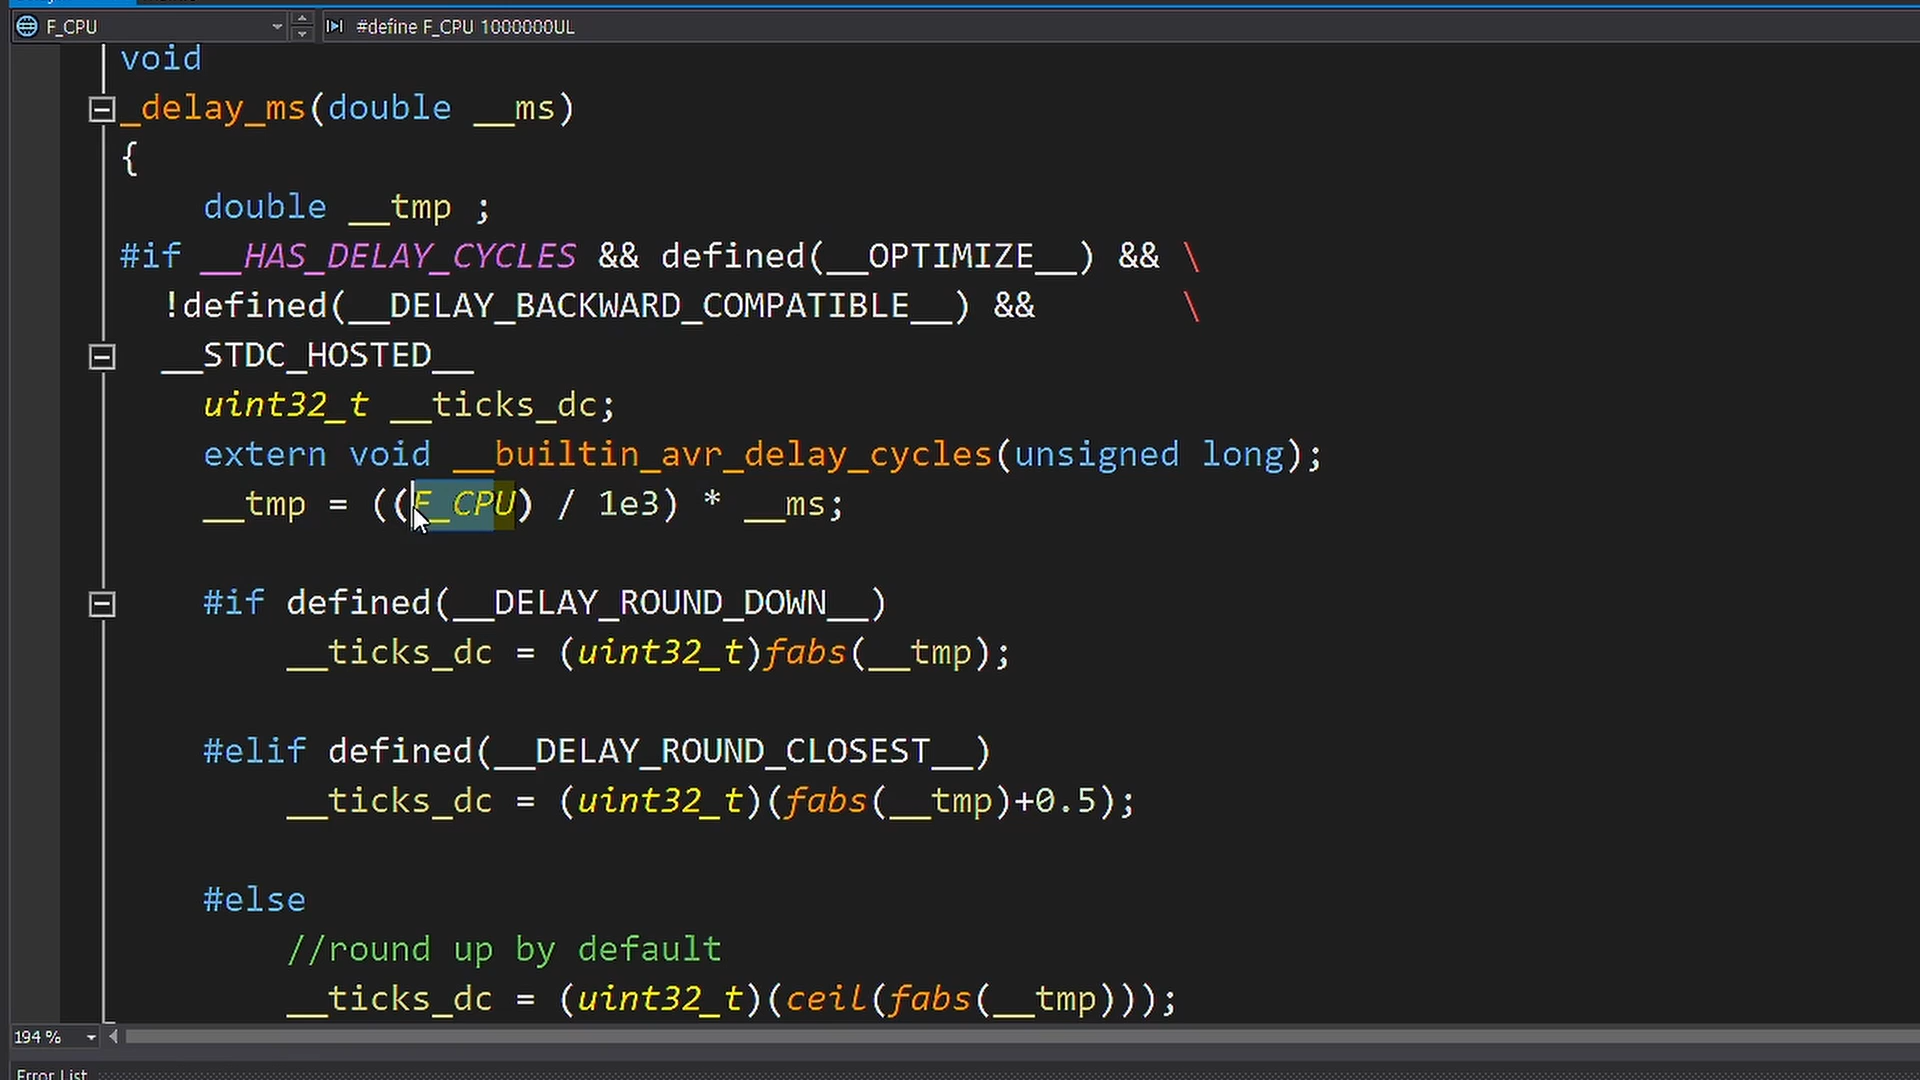 F_CPU
#define F_CPU 1000000UL
void
_delay_ms(double __ms)
{
double __tmp ;
#if __HAS_DELAY_CYCLES && defined(__OPTIMIZE__) && \
!defined(__DELAY_BACKWARD_COMPATIBLE__) && \
__STDC_HOSTED__
uint32_t __ticks_dc;
extern void __builtin_avr_delay_cycles(unsigned long);
__tmp = ((F_CPU) / 1e3) * __ms;
#if defined(__DELAY_ROUND_DOWN__)
__ticks_dc = (uint32_t)fabs(__tmp);
#elif defined(__DELAY_ROUND_CLOSEST__)
__ticks_dc = (uint32_t)(fabs(__tmp)+0.5);
#else
//round up by default
__ticks_dc = (uint32_t)(ceil(fabs(__tmp)));
194 %
Error List